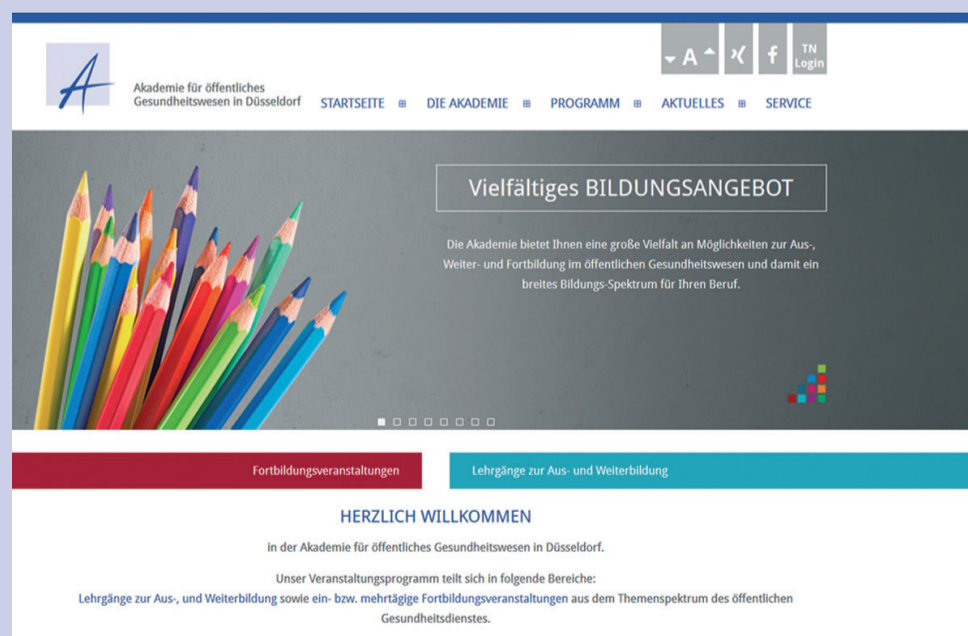 A
TN
Login
Akademie für öffentliches
Gesundheitswesen in Düsseldorf
STARTSEITE DIE AKADEMIE PROGRAMM AKTUELLES SERVICE
Vielfältiges BILDUNGSANGEBOT
Die Akademie bietet Ihnen eine große Vielfalt an Möglichkeiten zur Aus-,
Weiter- und Fortbildung im öffentlichen Gesundheitswesen und damit ein
breites Bildungs-Spektrum für Ihren Beruf.
Fortbildungsveranstaltungen
Lehrgänge zur Aus- und Weiterbildung
HERZLICH WILLKOMMEN
in der Akademie für öffentliches Gesundheitswesen in Düsseldorf.
Unser Veranstaltungsprogramm teilt sich in folgende Bereiche:
Lehrgänge zur Aus-, und Weiterbildung sowie ein- bzw. mehrtägige Fortbildungsveranstaltungen aus dem Themenspektrum des öffentlichen
Gesundheitsdienstes.